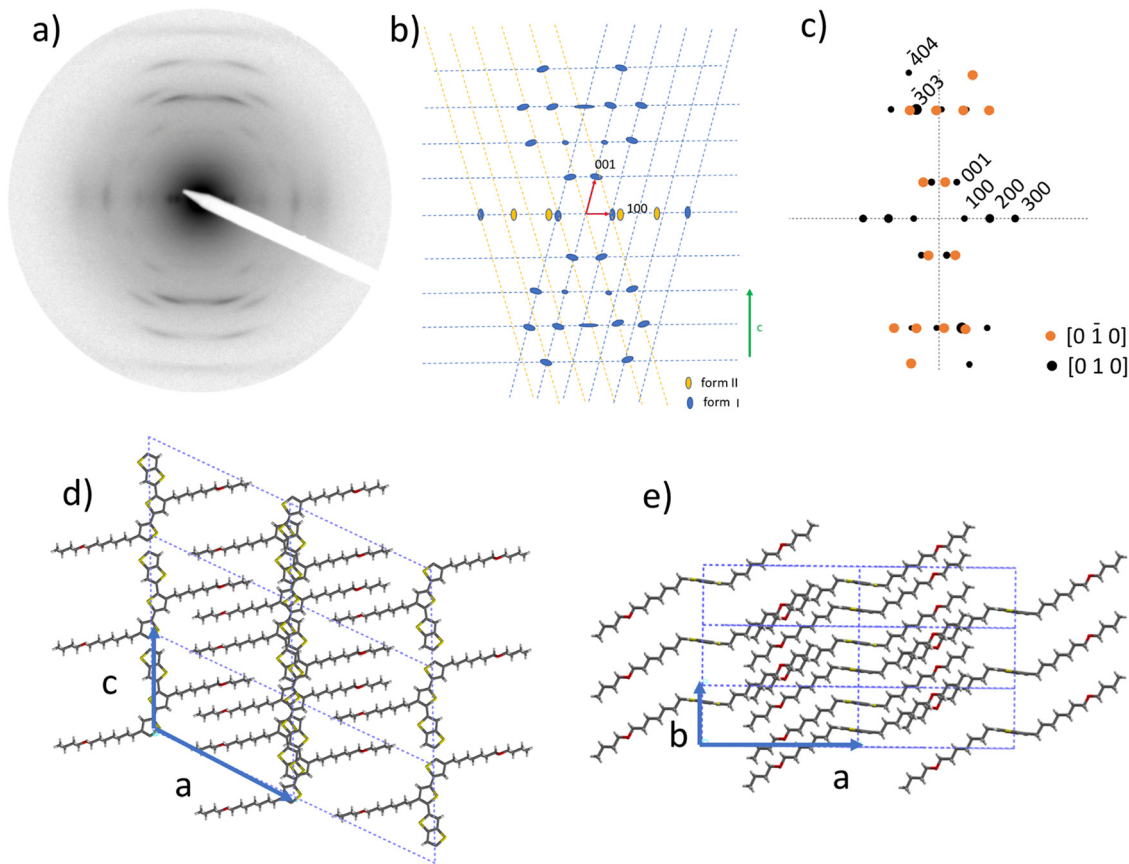 a)
b)
c)
001
100
c
form II
form I
4̄04
3̄03
001
100
200
300
[0 1̄ 0]
[0 1 0]
d)
e)
c
a
b
a